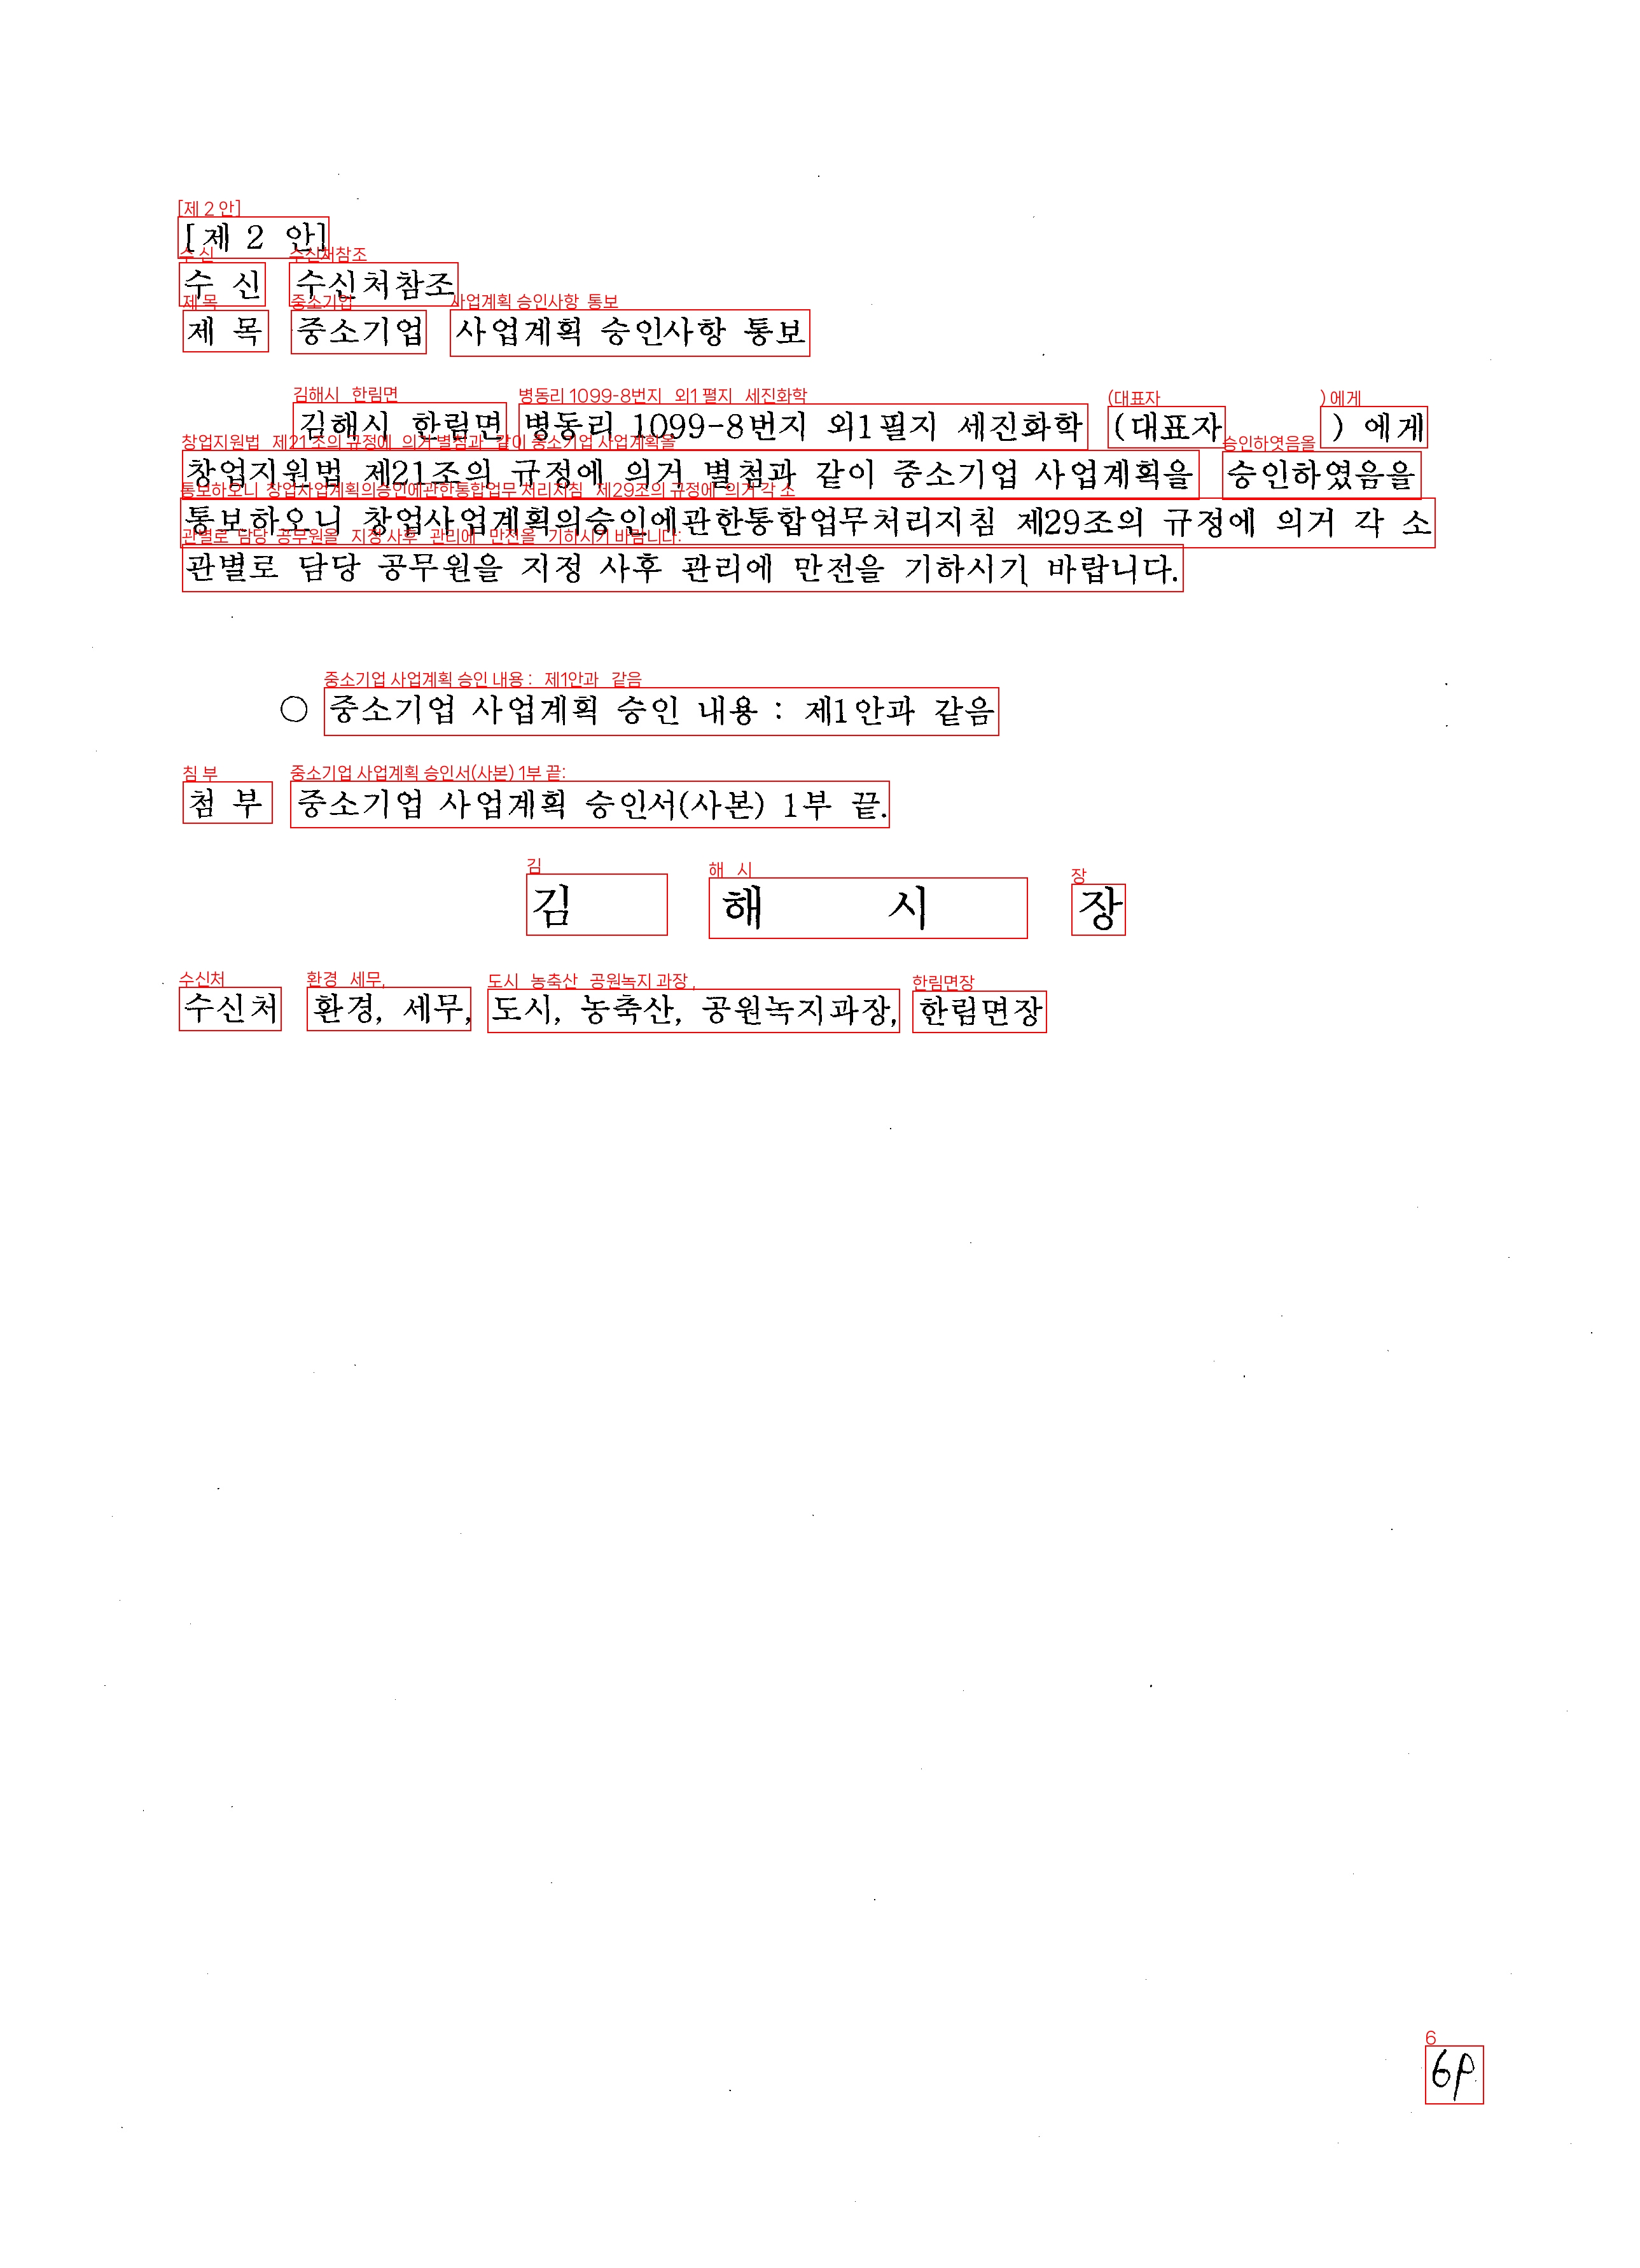 [제 2 안]
수 신 수신처참조
제 목 중소기업 사업계획 승인사항 통보
김해시 한림면 병동리 1099-8번지 외1필지 세진화학 (대표자 ) 에게
창업지원법 제21조의 규정에 의거 별첨과 같이 중소기업 사업계획을 승인하였음을
통보하오니 창업사업계획의승인에관한통합업무처리지침 제29조의 규정에 의거 각 소
관별로 담당 공무원을 지정 사후 관리에 만전을 기하시기 바랍니다.
○ 중소기업 사업계획 승인 내용 : 제1안과 같음
첨 부 중소기업 사업계획 승인서(사본) 1부 끝.
김 해 시 장
수신처 환경, 세무, 도시, 농축산, 공원녹지과장, 한림면장
6P